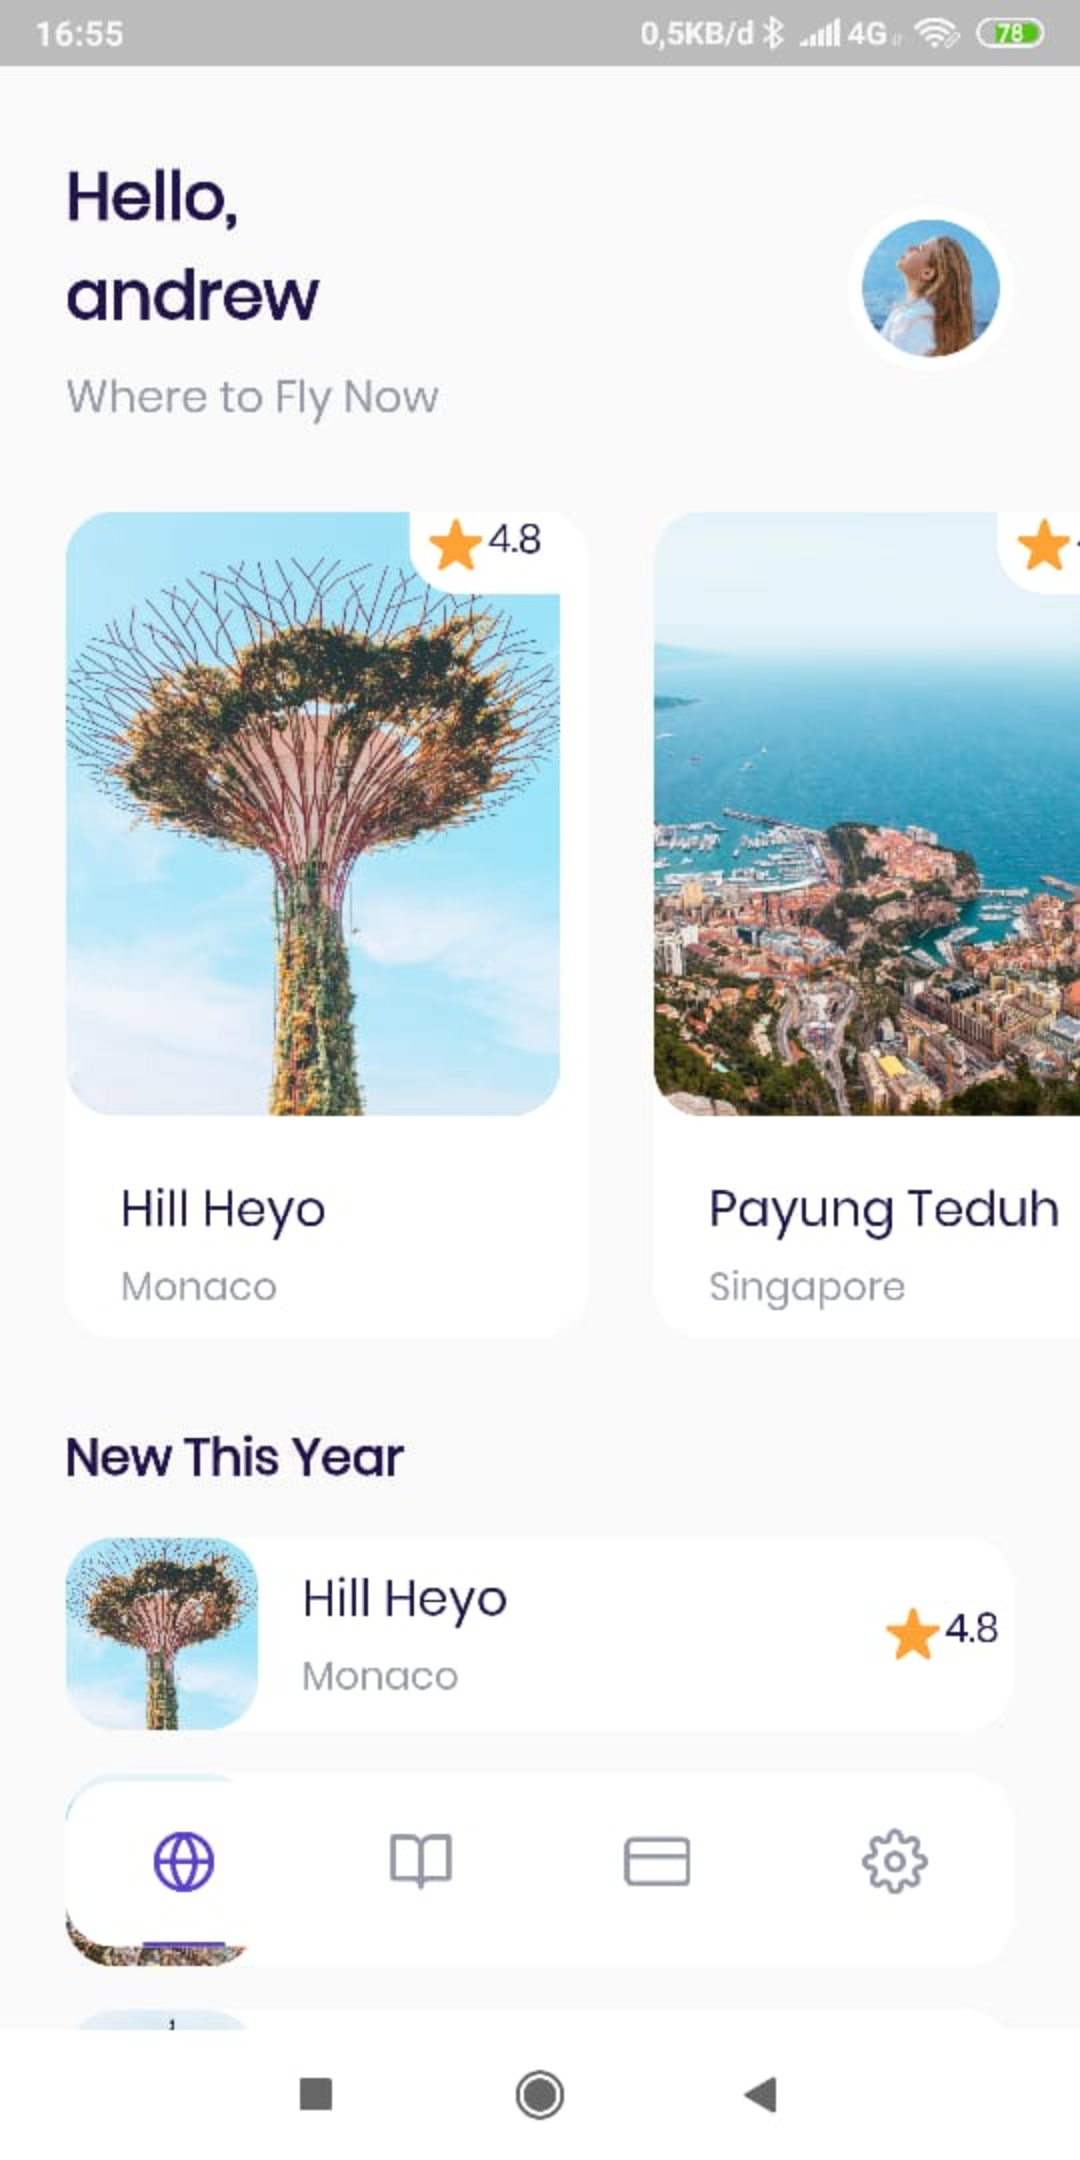 16:55 0,5KB/d 4G 78
Hello,
andrew
Where to Fly Now
4.8
Hill Heyo
Monaco
Payung Teduh
Singapore
New This Year
Hill Heyo
Monaco
4.8